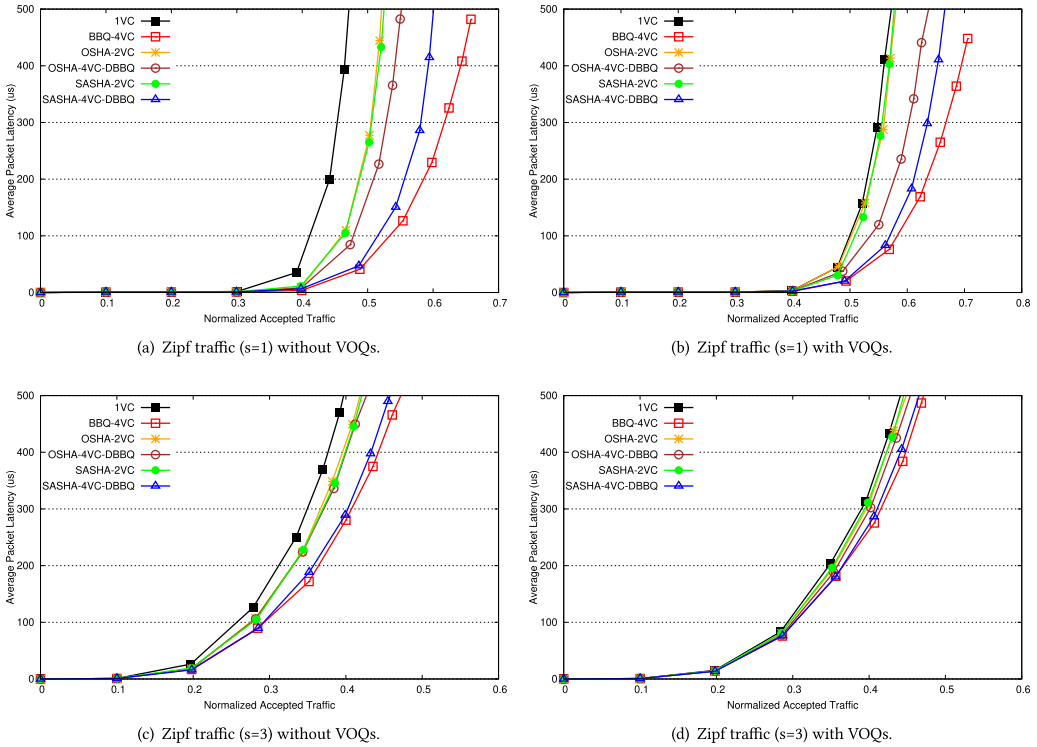 500
400
300
200
100
0
Average Packet Latency (us)
1VC
BBQ-4VC
OSHA-2VC
OSHA-4VC-DBBQ
SASHA-2VC
SASHA-4VC-DBBQ
0 0.1 0.2 0.3 0.4 0.5 0.6 0.7
Normalized Accepted Traffic
(a) Zipf traffic (s=1) without VOQs.
500
400
300
200
100
0
Average Packet Latency (us)
1VC
BBQ-4VC
OSHA-2VC
OSHA-4VC-DBBQ
SASHA-2VC
SASHA-4VC-DBBQ
0 0.1 0.2 0.3 0.4 0.5 0.6 0.7 0.8
Normalized Accepted Traffic
(b) Zipf traffic (s=1) with VOQs.
500
400
300
200
100
0
Average Packet Latency (us)
1VC
BBQ-4VC
OSHA-2VC
OSHA-4VC-DBBQ
SASHA-2VC
SASHA-4VC-DBBQ
0 0.1 0.2 0.3 0.4 0.5 0.6
Normalized Accepted Traffic
(c) Zipf traffic (s=3) without VOQs.
500
400
300
200
100
0
Average Packet Latency (us)
1VC
BBQ-4VC
OSHA-2VC
OSHA-4VC-DBBQ
SASHA-2VC
SASHA-4VC-DBBQ
0 0.1 0.2 0.3 0.4 0.5 0.6
Normalized Accepted Traffic
(d) Zipf traffic (s=3) with VOQs.